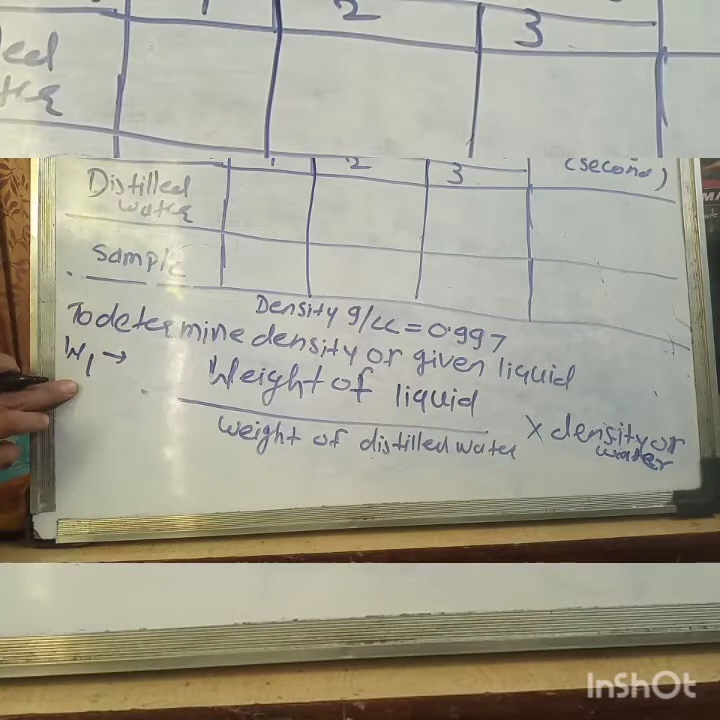 1 2 3
2 3 (second)
Distilled
water
Sample
Density g/cc = 0.997
To determine density of given liquid
W1 → Weight of liquid
weight of distilled water × density of
water
InShOt